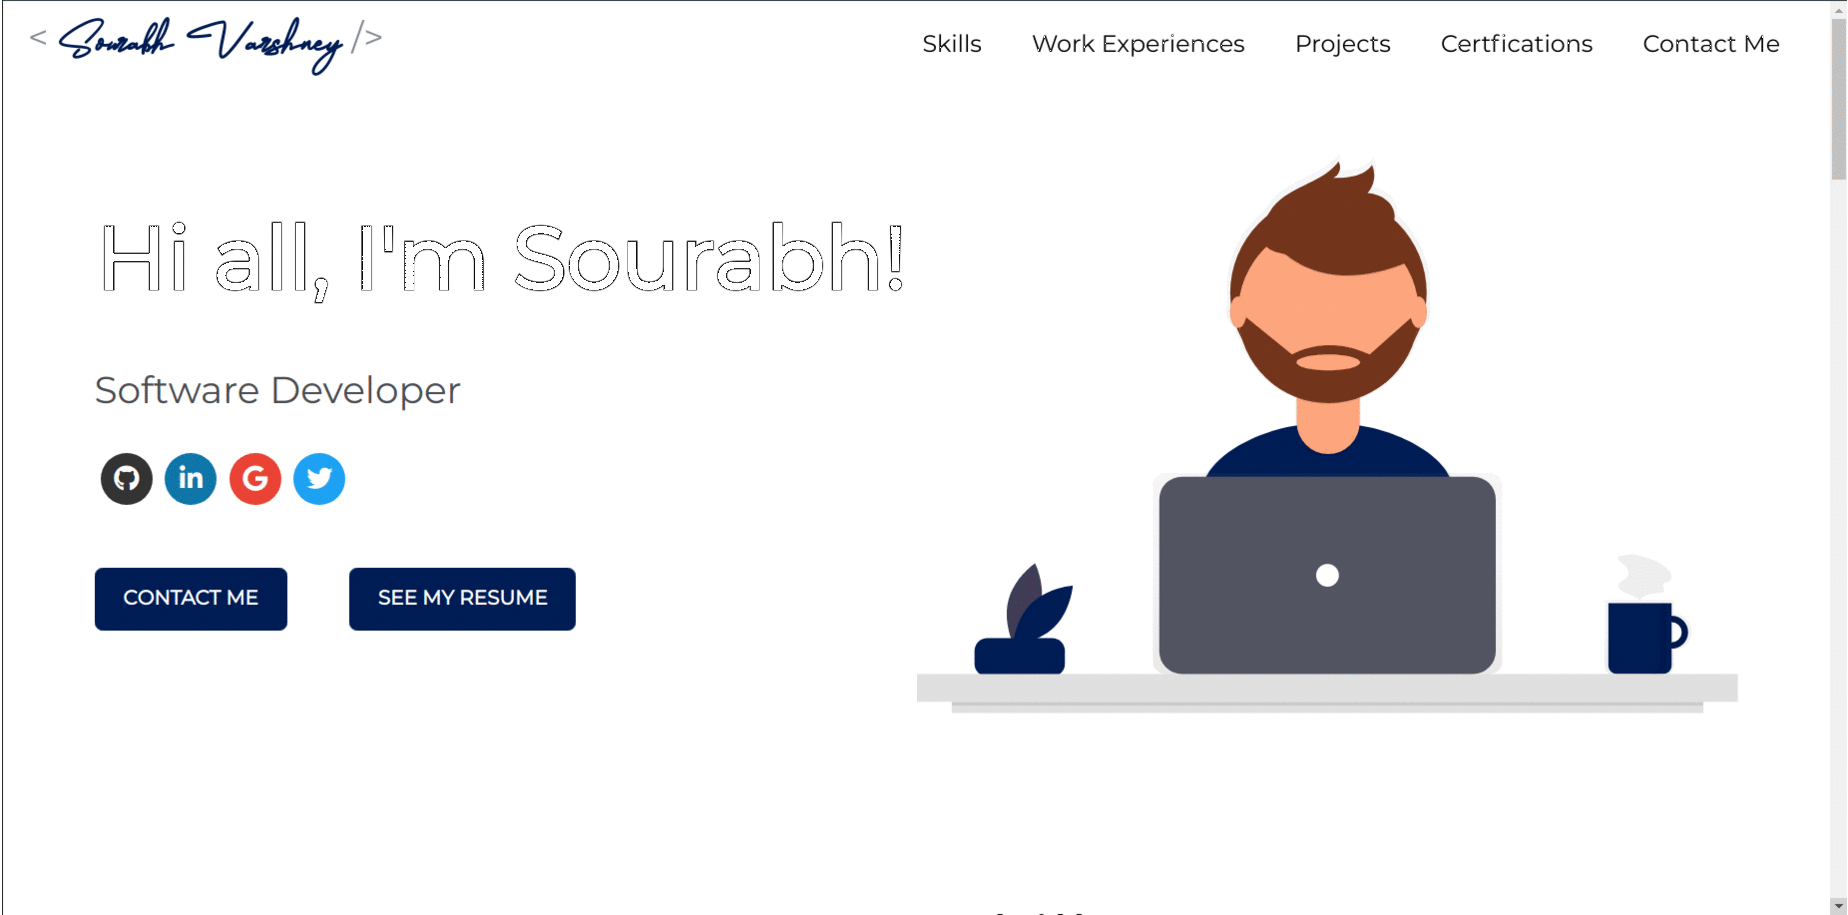 < Sourabh Varshney />
Skills Work Experiences Projects Certfications Contact Me
Hi all, I'm Sourabh!
Software Developer
in G
CONTACT ME SEE MY RESUME